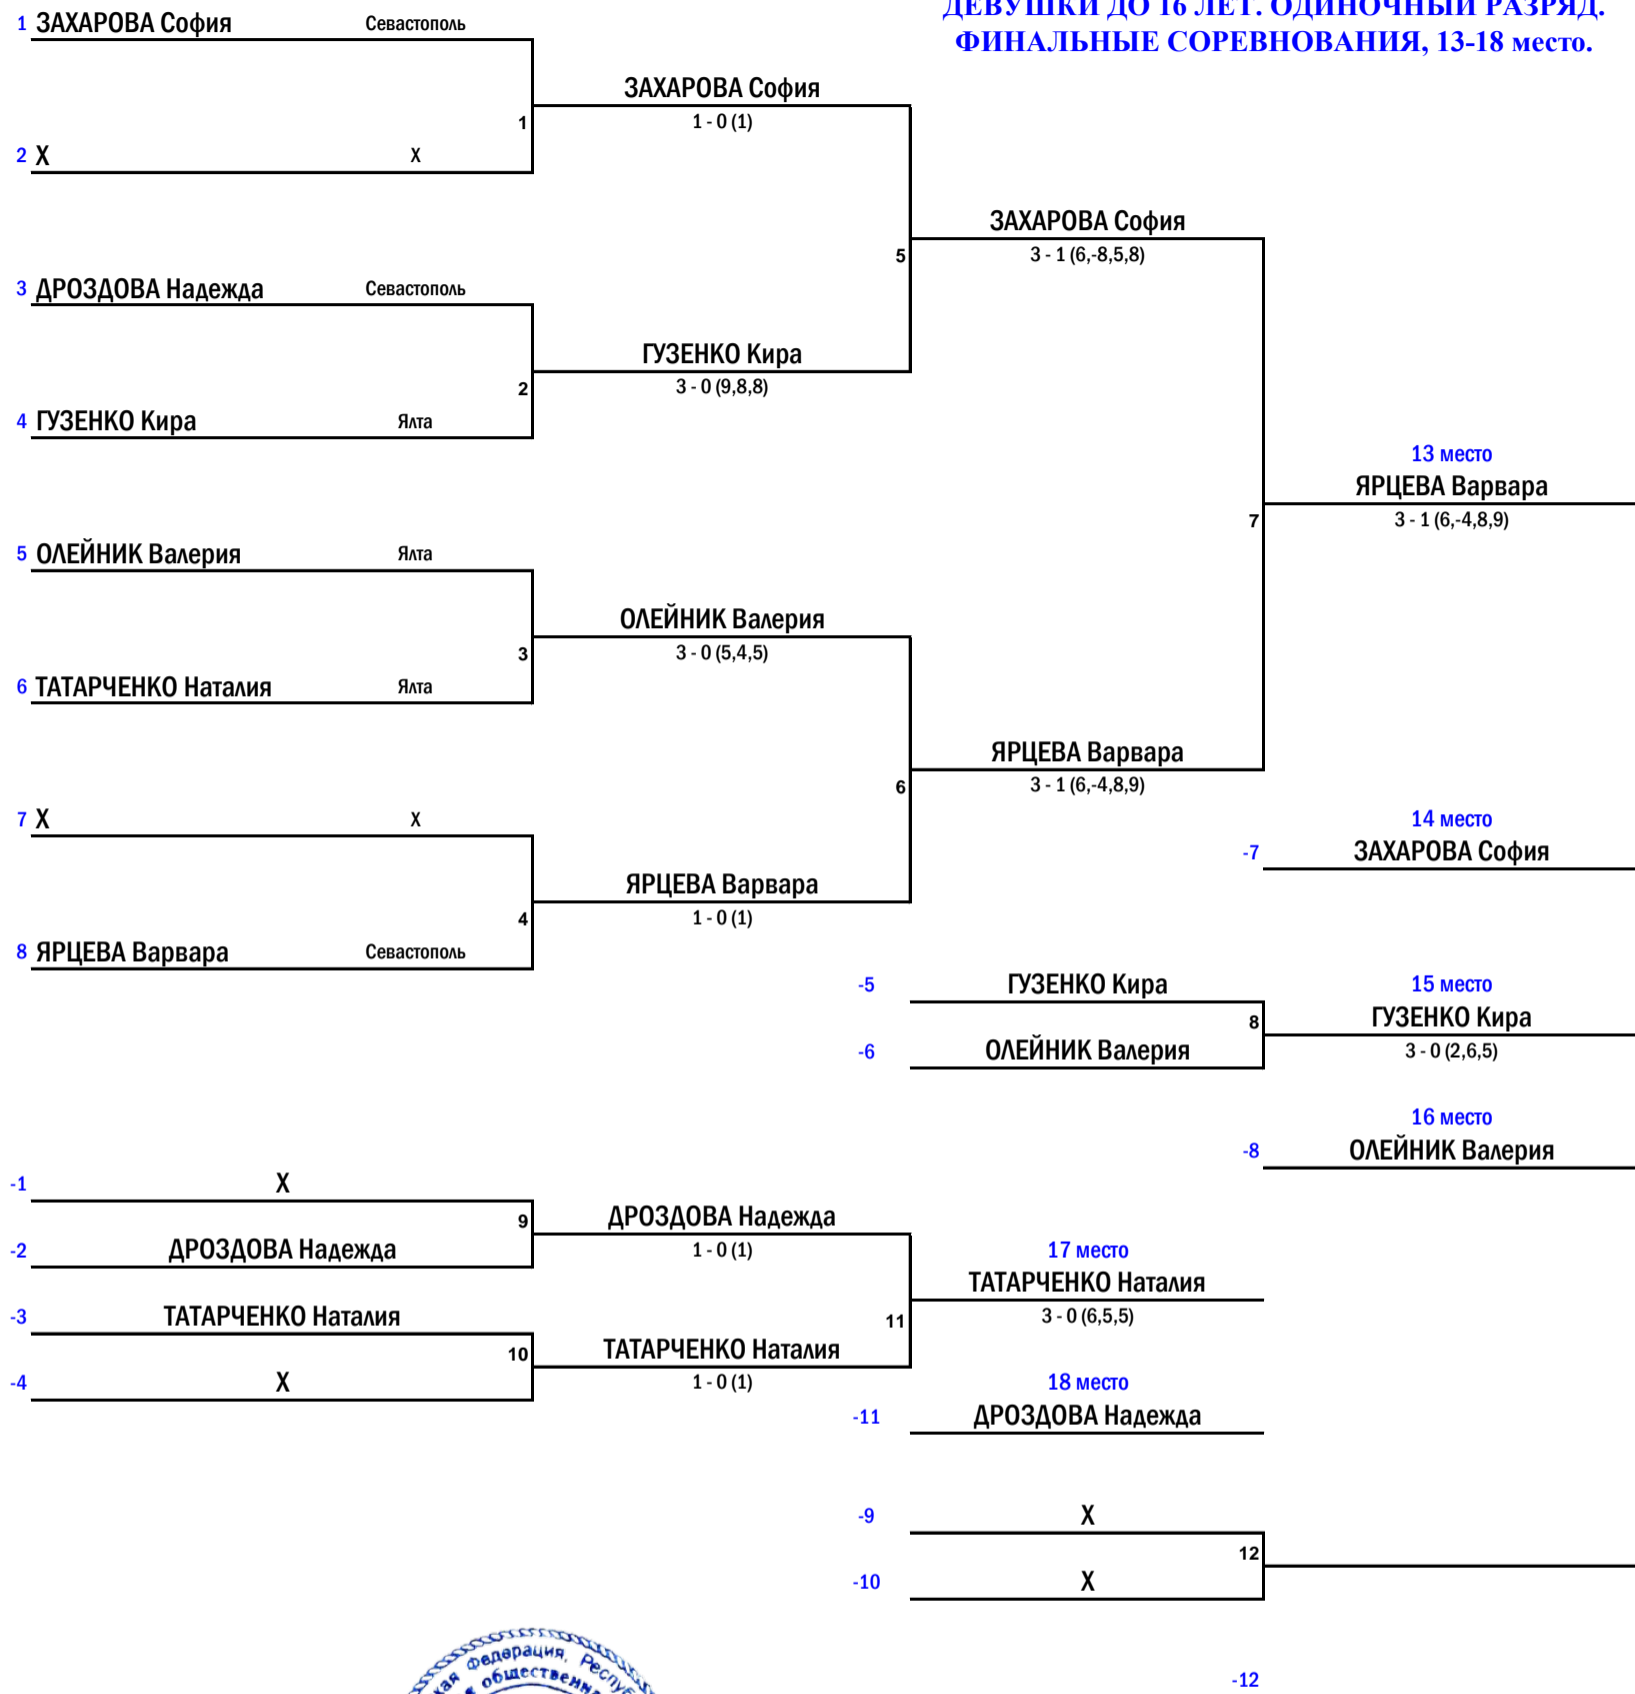 ДЕВУШКИ ДО 16 ЛЕТ. ОДИНОЧНЫЙ РАЗРЯД.
ФИНАЛЬНЫЕ СОРЕВНОВАНИЯ, 13-18 место.
1 ЗАХАРОВА София Севастополь
ЗАХАРОВА София
1 1 - 0 (1)
2 X X
ЗАХАРОВА София
5 3 - 1 (6,-8,5,8)
3 ДРОЗДОВА Надежда Севастополь
ГУЗЕНКО Кира
2 3 - 0 (9,8,8)
4 ГУЗЕНКО Кира Ялта
13 место
ЯРЦЕВА Варвара
7 3 - 1 (6,-4,8,9)
5 ОЛЕЙНИК Валерия Ялта
ОЛЕЙНИК Валерия
3 3 - 0 (5,4,5)
6 ТАТАРЧЕНКО Наталия Ялта
ЯРЦЕВА Варвара
6 3 - 1 (6,-4,8,9)
7 X X
14 место
-7 ЗАХАРОВА София
ЯРЦЕВА Варвара
4 1 - 0 (1)
8 ЯРЦЕВА Варвара Севастополь
-5 ГУЗЕНКО Кира 15 место
8 ГУЗЕНКО Кира
-6 ОЛЕЙНИК Валерия 3 - 0 (2,6,5)
16 место
-8 ОЛЕЙНИК Валерия
-1 X
9 ДРОЗДОВА Надежда
-2 ДРОЗДОВА Надежда 1 - 0 (1) 17 место
ТАТАРЧЕНКО Наталия
-3 ТАТАРЧЕНКО Наталия 11 3 - 0 (6,5,5)
10 ТАТАРЧЕНКО Наталия
-4 X 1 - 0 (1) 18 место
-11 ДРОЗДОВА Надежда
-9 X
12
-10 X
-12
Федерация, Респу
общественн